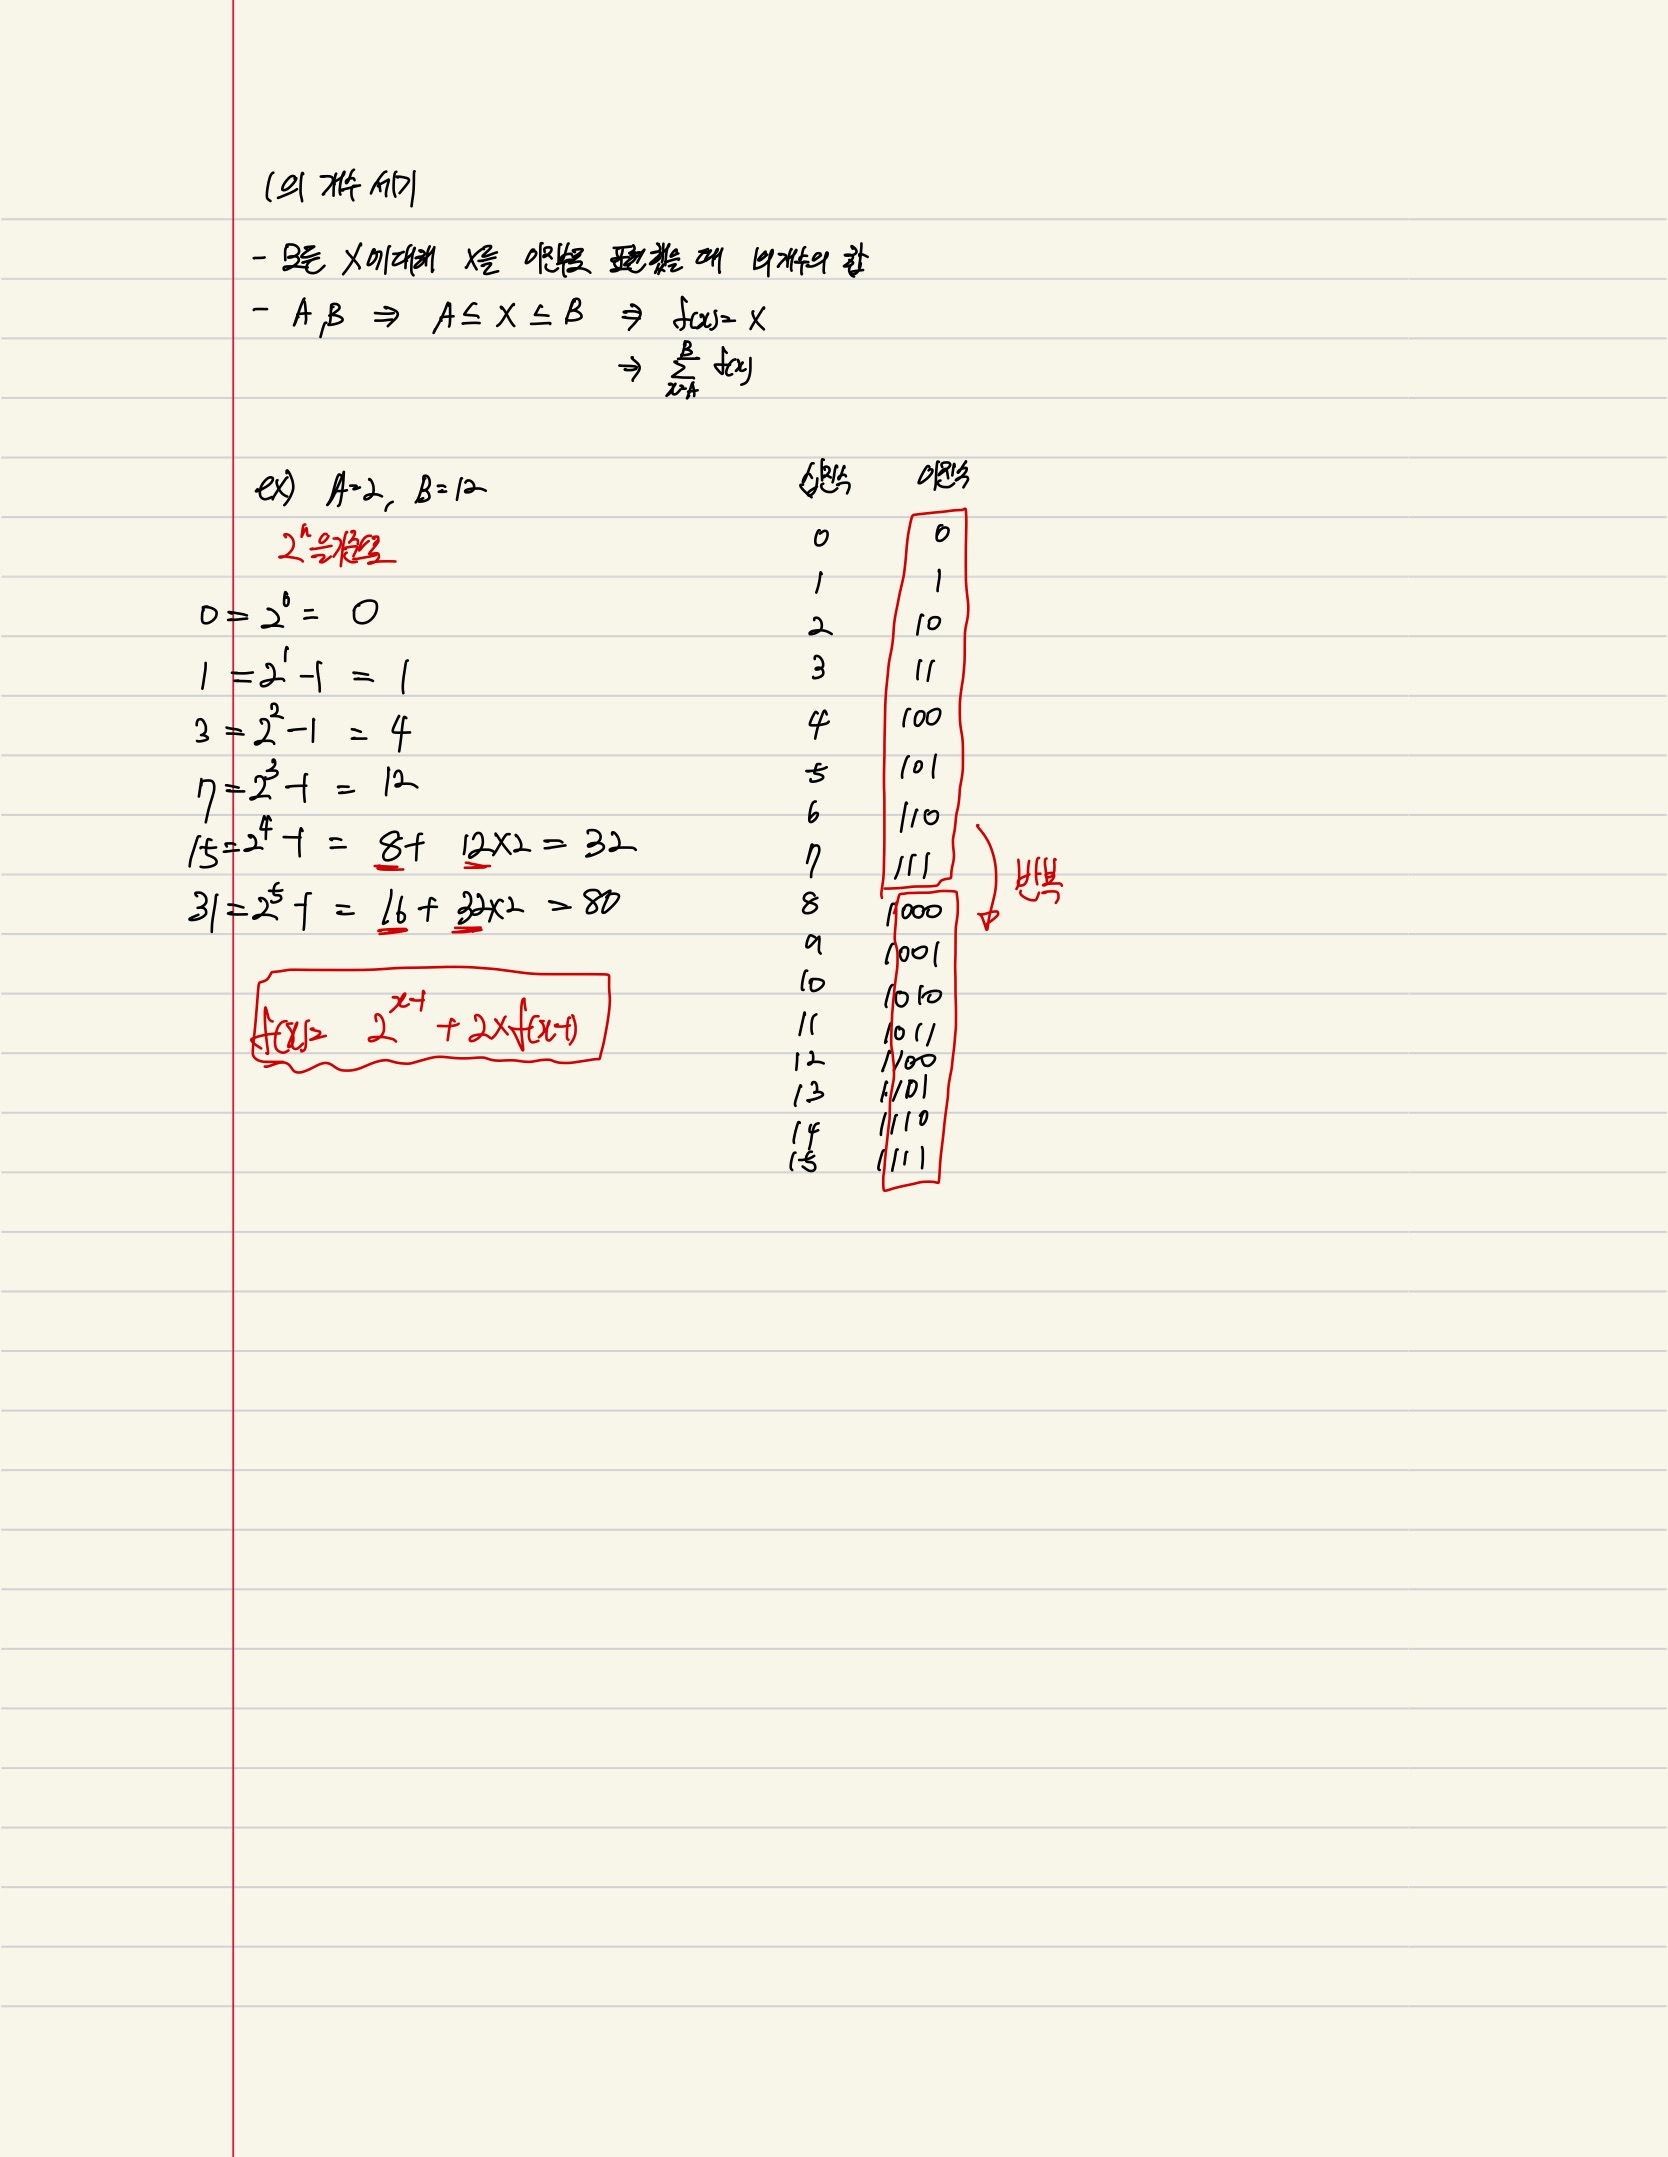 1의 개수 세기
- 모든 X에 대해 X를 이진수로 표현했을 때 1의 개수의 합
- A, B ⇒ A ≤ X ≤ B ⇒ f(x) = X
⇒ \sum_{x=A}^{B} f(x)
ex) A=2, B=12
2^n을 기준으로
0 = 2^0 = 0
1 = 2^1 - 1 = 1
3 = 2^2 - 1 = 4
7 = 2^3 - 1 = 12
15 = 2^4 - 1 = 8 + 12×2 = 32
31 = 2^5 - 1 = 16 + 32×2 = 80
f(x) = 2^{x-1} + 2×f(x-1)
십진수 이진수
0 0
1 1
2 10
3 11
4 100
5 101
6 110
7 111
반복
8 1000
9 1001
10 1010
11 1011
12 1100
13 1101
14 1110
15 1111